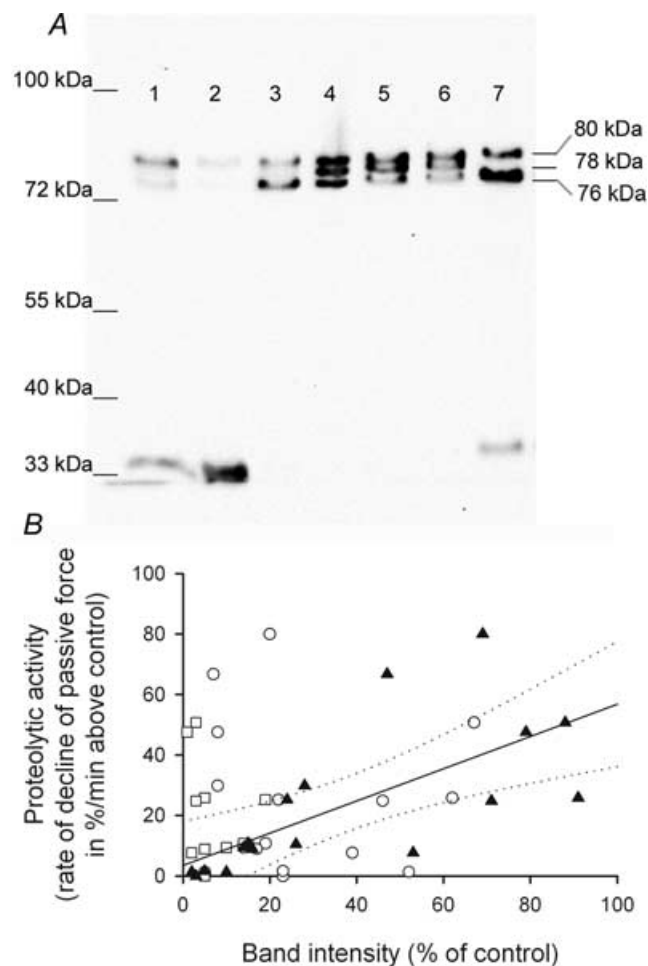 A
100 kDa
1 2 3 4 5 6 7
80 kDa
78 kDa
76 kDa
72 kDa
55 kDa
40 kDa
33 kDa
B
Proteolytic activity
(rate of decline of passive force
in %/min above control)
100
80
60
40
20
0
0 20 40 60 80 100
Band intensity (% of control)